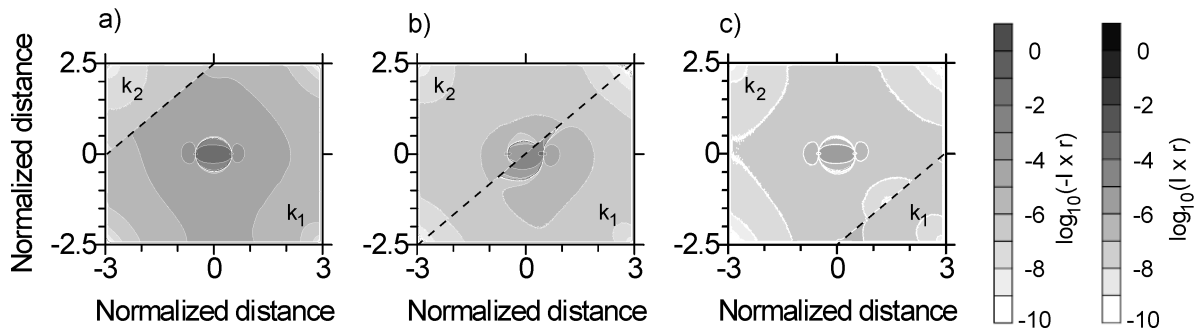 a)
b)
c)
Normalized distance
2.5
0
-2.5
k2
k1
-3
0
3
Normalized distance
2.5
0
-2.5
k2
k1
-3
0
3
Normalized distance
2.5
0
-2.5
k2
k1
-3
0
3
Normalized distance
0
-2
-4
-6
-8
-10
log10(-I x r)
0
-2
-4
-6
-8
-10
log10(I x r)